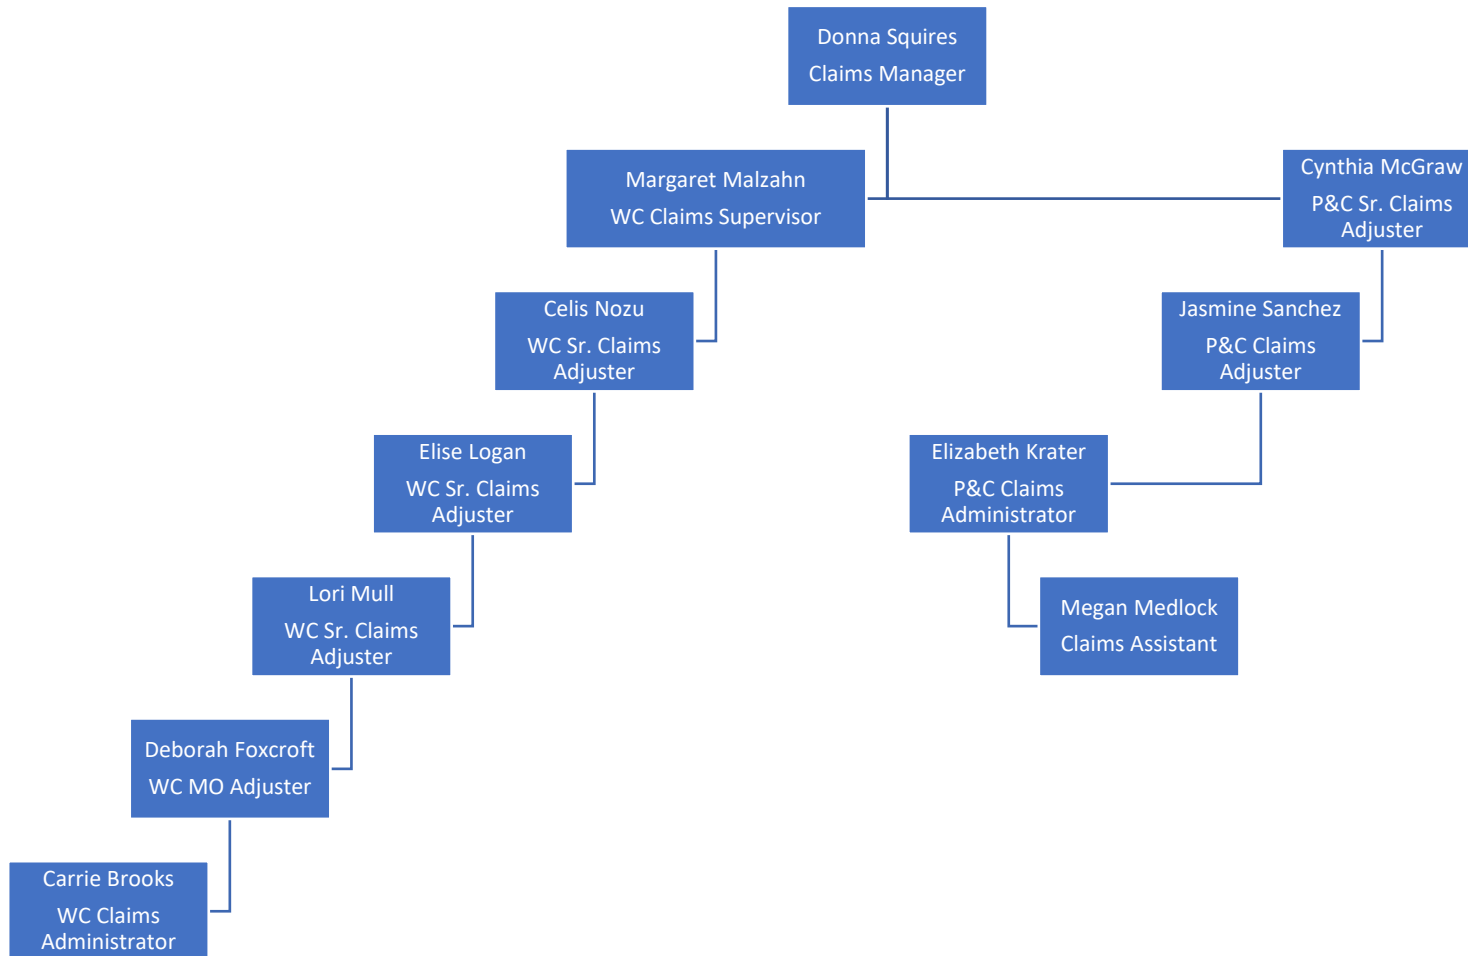 Donna Squires
Claims Manager
Margaret Malzahn
WC Claims Supervisor
Cynthia McGraw
P&C Sr. Claims
Adjuster
Celis Nozu
WC Sr. Claims
Adjuster
Jasmine Sanchez
P&C Claims
Adjuster
Elise Logan
WC Sr. Claims
Adjuster
Elizabeth Krater
P&C Claims
Administrator
Lori Mull
WC Sr. Claims
Adjuster
Megan Medlock
Claims Assistant
Deborah Foxcroft
WC MO Adjuster
Carrie Brooks
WC Claims
Administrator